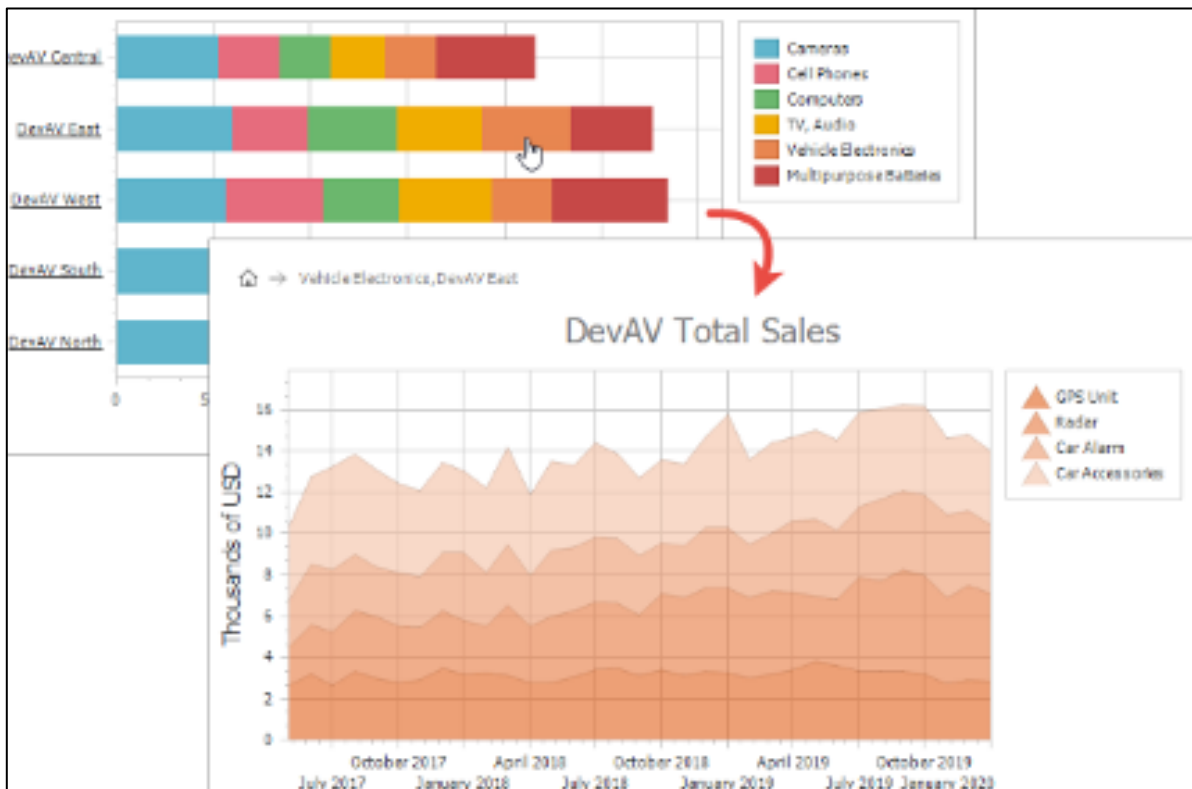 evAV Central
DevAV East
DevAV West
DevAV South
DevAV North
0
5
Cameras
Cell Phones
Computers
TV, Audio
Vehicle Electronics
Multipurpose Batteries
Vehicle Electronics, DevAV East
DevAV Total Sales
Thousands of USD
16
14
12
10
8
6
4
2
0
October 2017 April 2018 October 2018 April 2019 October 2019
July 2017 January 2018 July 2018 January 2019 July 2019 January 2020
GPS Unit
Radar
Car Alarm
Car Accessories